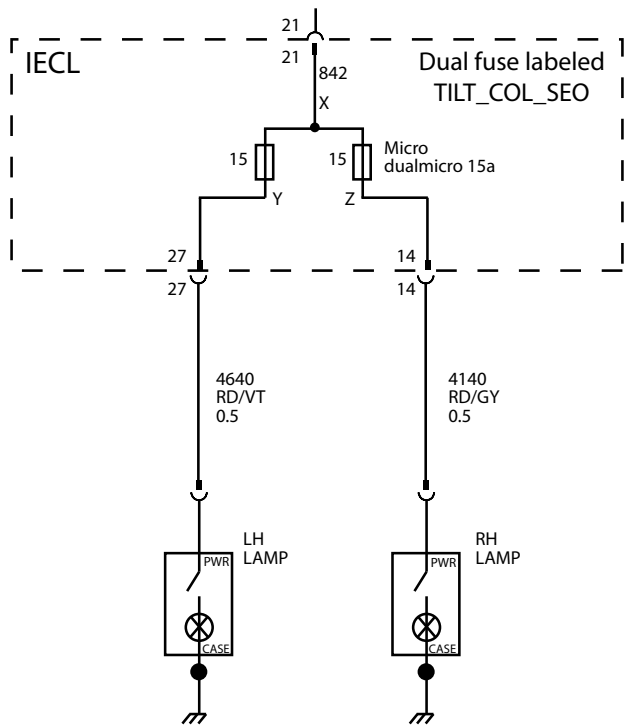 21
IECL
21
842
X
Dual fuse labeled
TILT_COL_SEO
15
15
Micro
dualmicro 15a
Y
Z
27
14
27
14
4640
RD/VT
0.5
4140
RD/GY
0.5
LH
LAMP
PWR
CASE
RH
LAMP
PWR
CASE